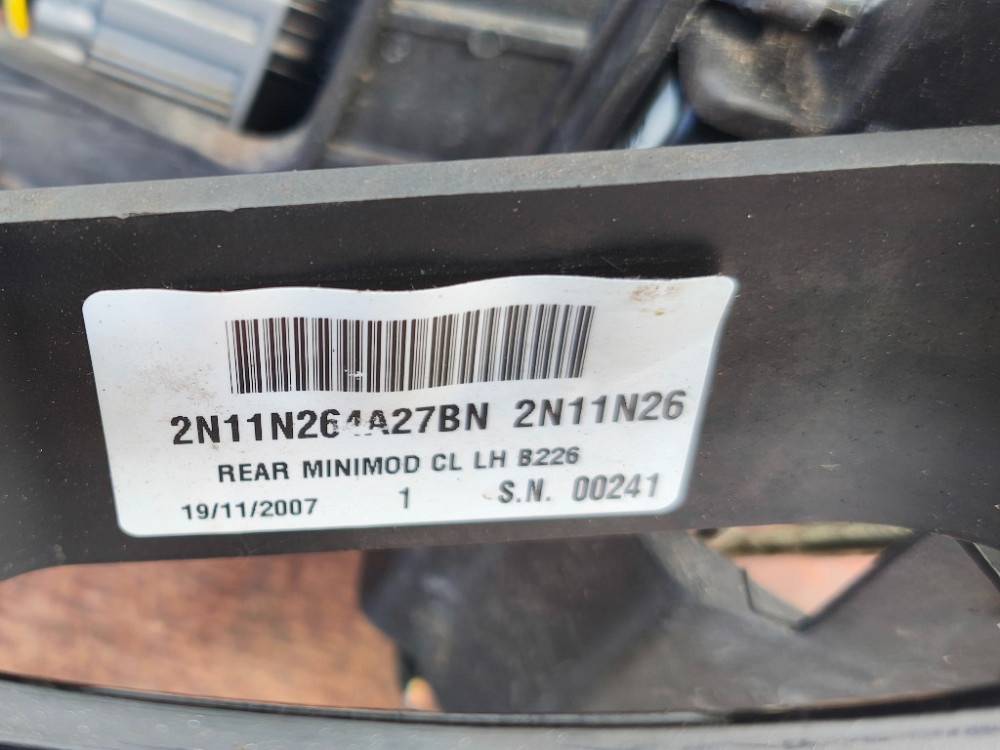 2N11N264A27BN 2N11N26
REAR MINIMOD CL LH B226
19/11/2007 1 S.N. 00241